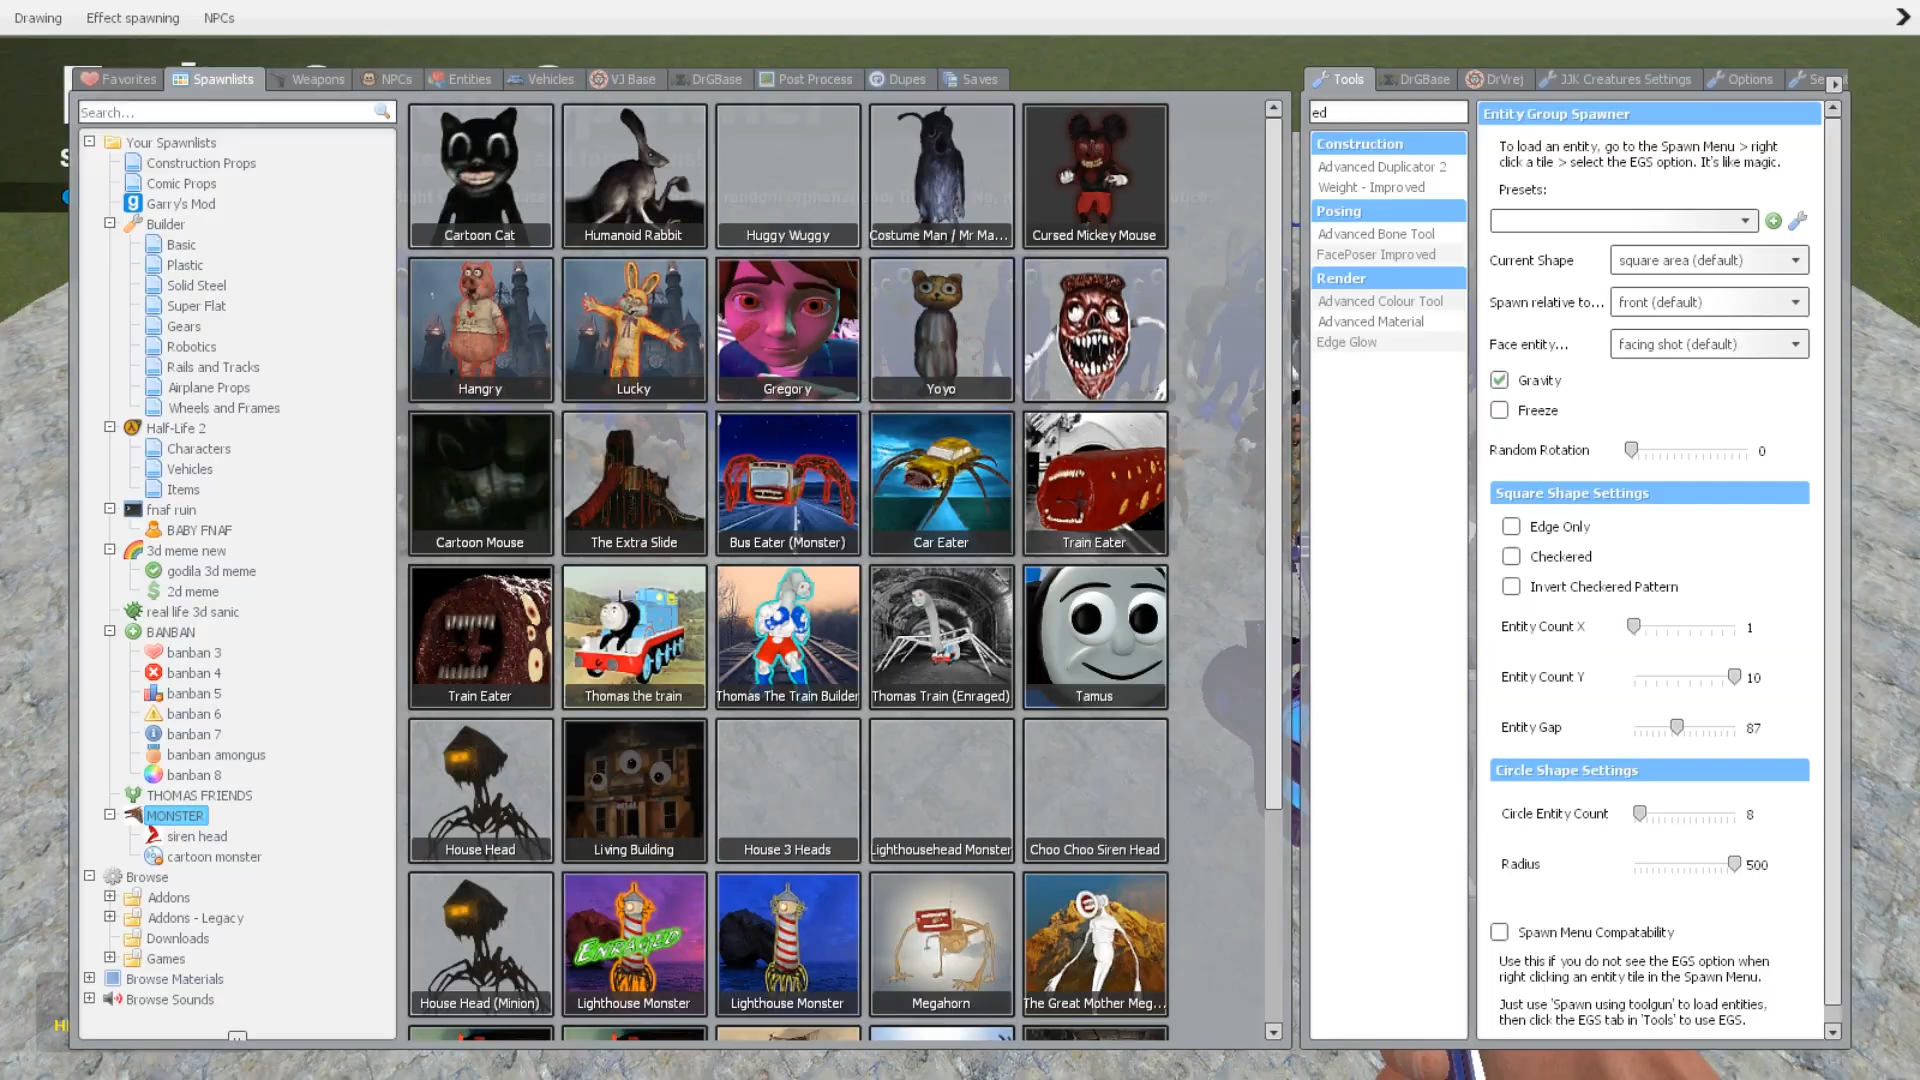 Drawing Effect spawning NPCs
Favorites Spawnlists Weapons NPCs Entities Vehicles VJ Base DrGBase Post Process Dupes Saves
Search...
Your Spawnlists
Construction Props
Comic Props
Garry's Mod
Builder
Basic
Plastic
Solid Steel
Super Flat
Gears
Robotics
Rails and Tracks
Airplane Props
Wheels and Frames
Half-Life 2
Characters
Vehicles
Items
fnaf ruin
BABY FNAF
3d meme new
godila 3d meme
2d meme
real life 3d sanic
BANBAN
banban 3
banban 4
banban 5
banban 6
banban 7
banban amongus
banban 8
THOMAS FRIENDS
MONSTER
siren head
cartoon monster
Browse
Addons
Addons - Legacy
Downloads
Games
Browse Materials
Browse Sounds
Cartoon Cat Humanoid Rabbit Huggy Wuggy Costume Man / Mr Ma... Cursed Mickey Mouse
Hangry Lucky Gregory Yoyo
Cartoon Mouse The Extra Slide Bus Eater (Monster) Car Eater Train Eater
Train Eater Thomas the train Thomas The Train Builder Thomas Train (Enraged) Tamus
House Head Living Building House 3 Heads Lighthousehead Monster Choo Choo Siren Head
ENRAGED
House Head (Minion) Lighthouse Monster Lighthouse Monster Megahorn The Great Mother Meg...
Tools DrGBase DrVrej JJK Creatures Settings Options Se
ed
Construction
Advanced Duplicator 2
Weight - Improved
Posing
Advanced Bone Tool
FacePoser Improved
Render
Advanced Colour Tool
Advanced Material
Edge Glow
Entity Group Spawner
To load an entity, go to the Spawn Menu > right
click a tile > select the EGS option. It's like magic.
Presets:
Current Shape square area (default)
Spawn relative to... front (default)
Face entity... facing shot (default)
Gravity
Freeze
Random Rotation 0
Square Shape Settings
Edge Only
Checkered
Invert Checkered Pattern
Entity Count X 1
Entity Count Y 10
Entity Gap 87
Circle Shape Settings
Circle Entity Count 8
Radius 500
Spawn Menu Compatability
Use this if you do not see the EGS option when
right clicking an entity tile in the Spawn Menu.
Just use 'Spawn using toolgun' to load entities,
then click the EGS tab in 'Tools' to use EGS.